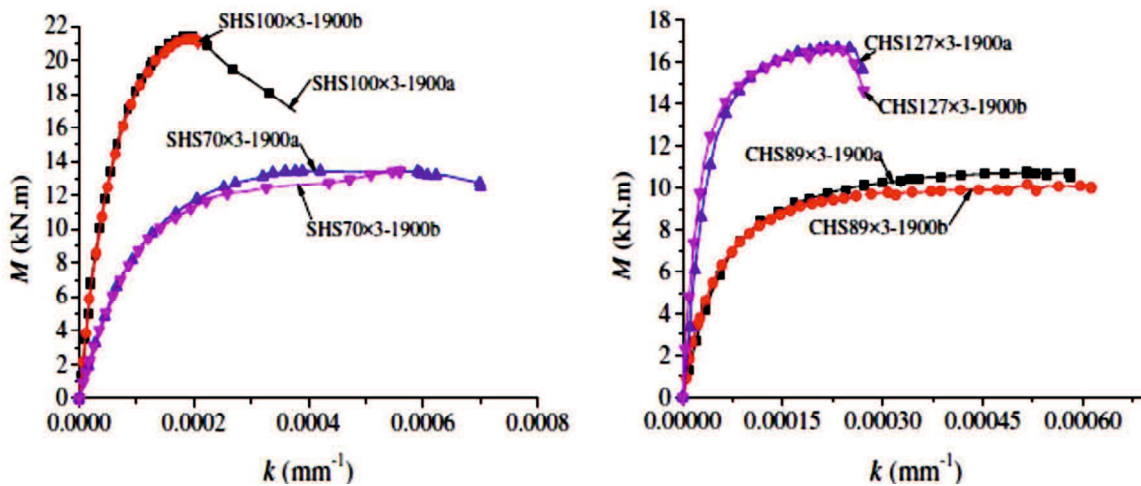 22
20
18
16
14
12
10
8
6
4
2
0
M (kN.m)
SHS100×3-1900b
SHS100×3-1900a
SHS70×3-1900a
SHS70×3-1900b
0.0000 0.0002 0.0004 0.0006 0.0008
k (mm⁻¹)
18
16
14
12
10
8
6
4
2
0
M (kN.m)
CHS127×3-1900a
CHS127×3-1900b
CHS89×3-1900a
CHS89×3-1900b
0.00000 0.00015 0.00030 0.00045 0.00060
k (mm⁻¹)